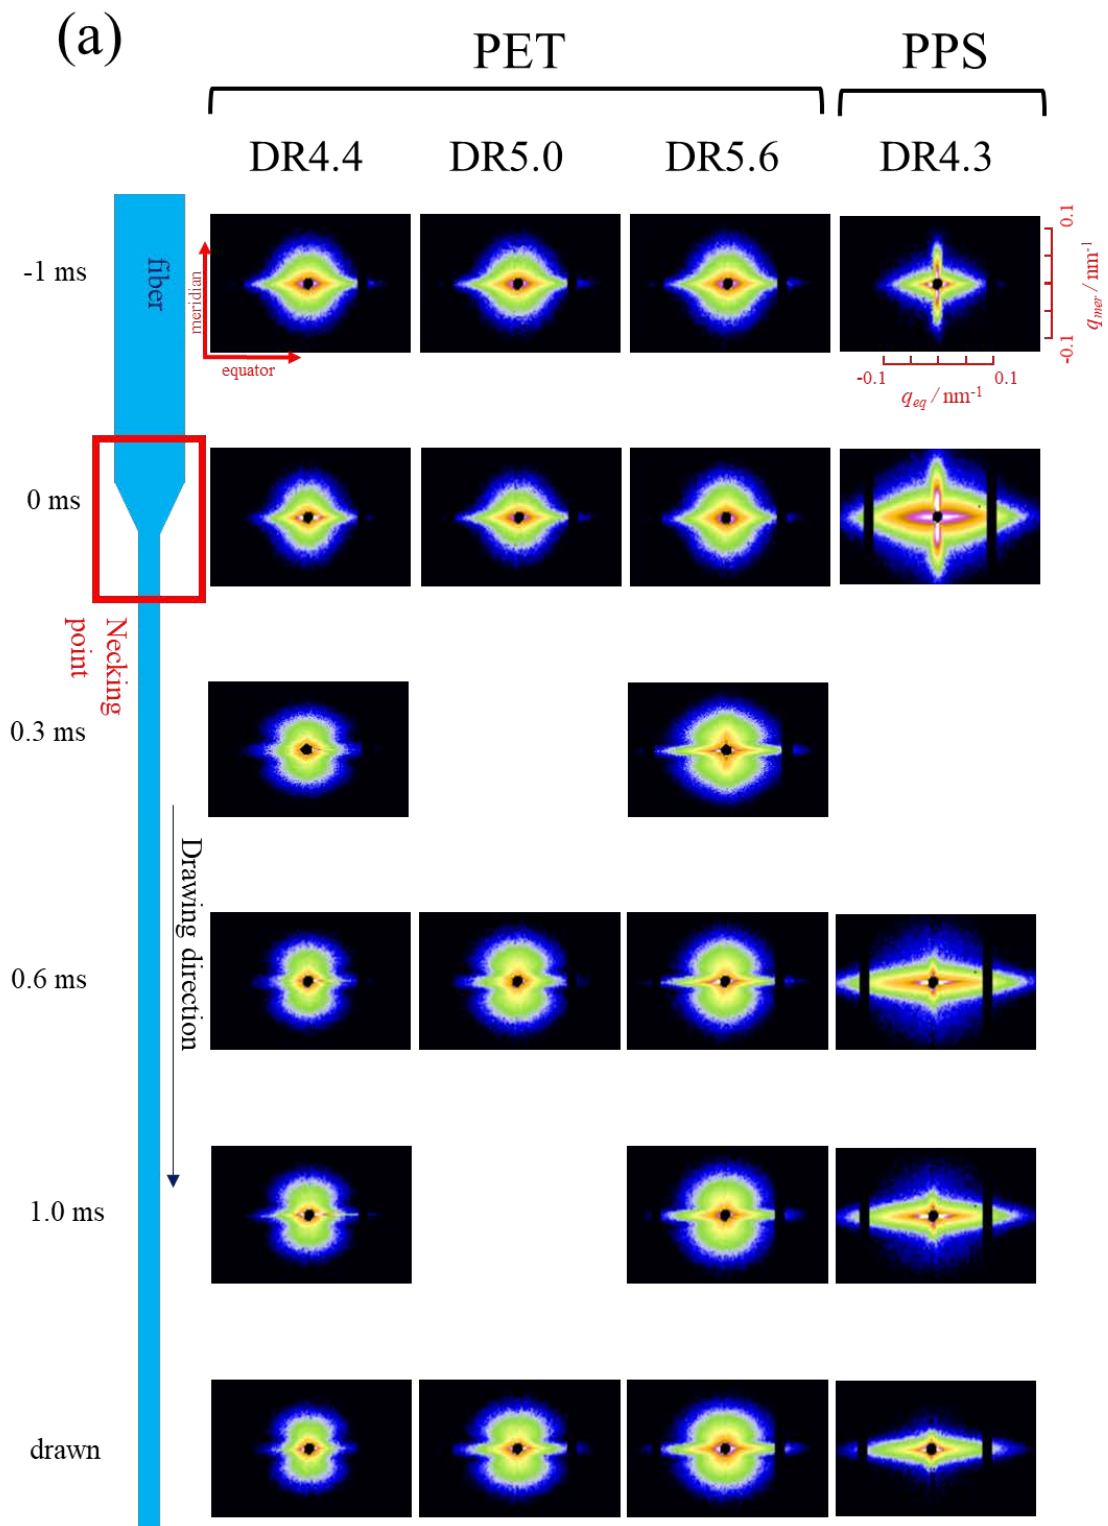 (a)
PET
PPS
DR4.4
DR5.0
DR5.6
DR4.3
-1 ms
fiber
meridian
equator
0.1
-0.1
q_mer / nm⁻¹
-0.1
0.1
q_eq / nm⁻¹
0 ms
Necking
point
0.3 ms
Drawing direction
0.6 ms
1.0 ms
drawn